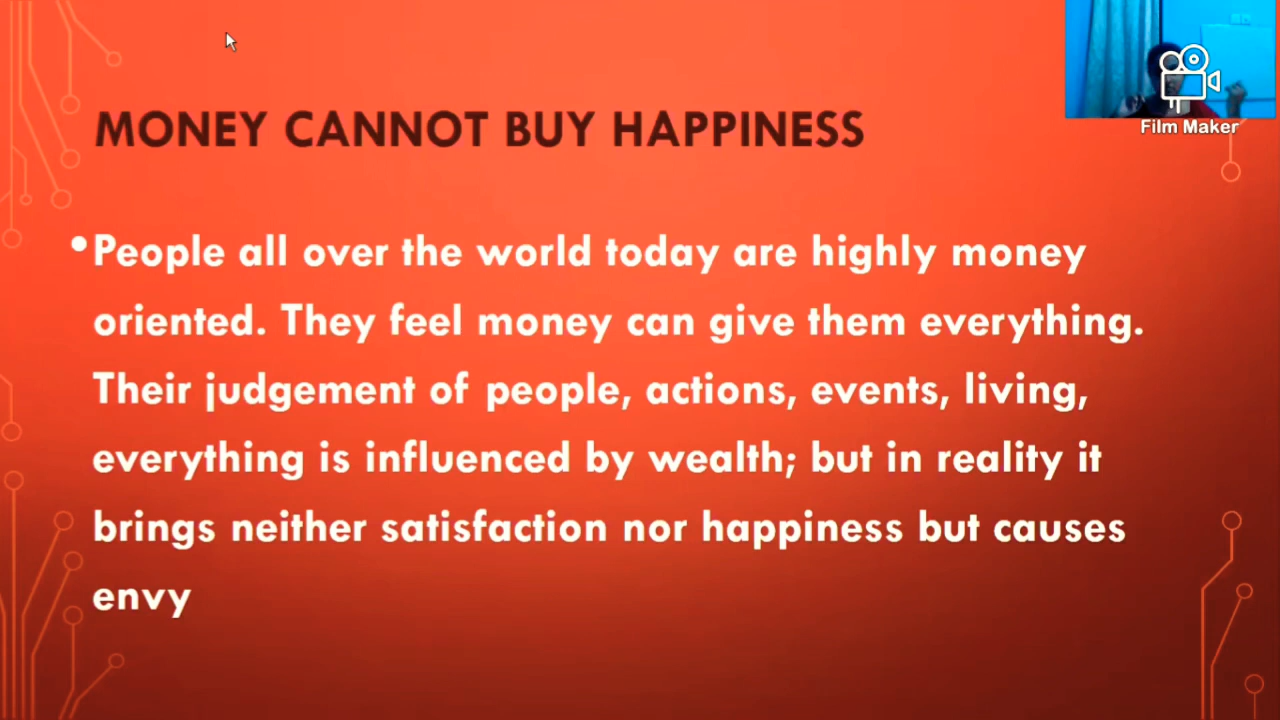 MONEY CANNOT BUY HAPPINESS
Film Maker
•People all over the world today are highly money
oriented. They feel money can give them everything.
Their judgement of people, actions, events, living,
everything is influenced by wealth; but in reality it
brings neither satisfaction nor happiness but causes
envy